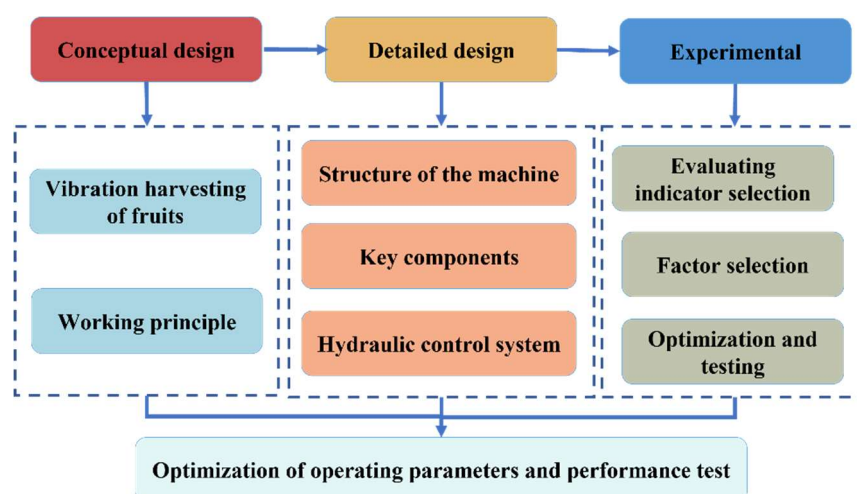 Conceptual design
Detailed design
Experimental
Vibration harvesting
of fruits
Working principle
Structure of the machine
Key components
Hydraulic control system
Evaluating
indicator selection
Factor selection
Optimization and
testing
Optimization of operating parameters and performance test